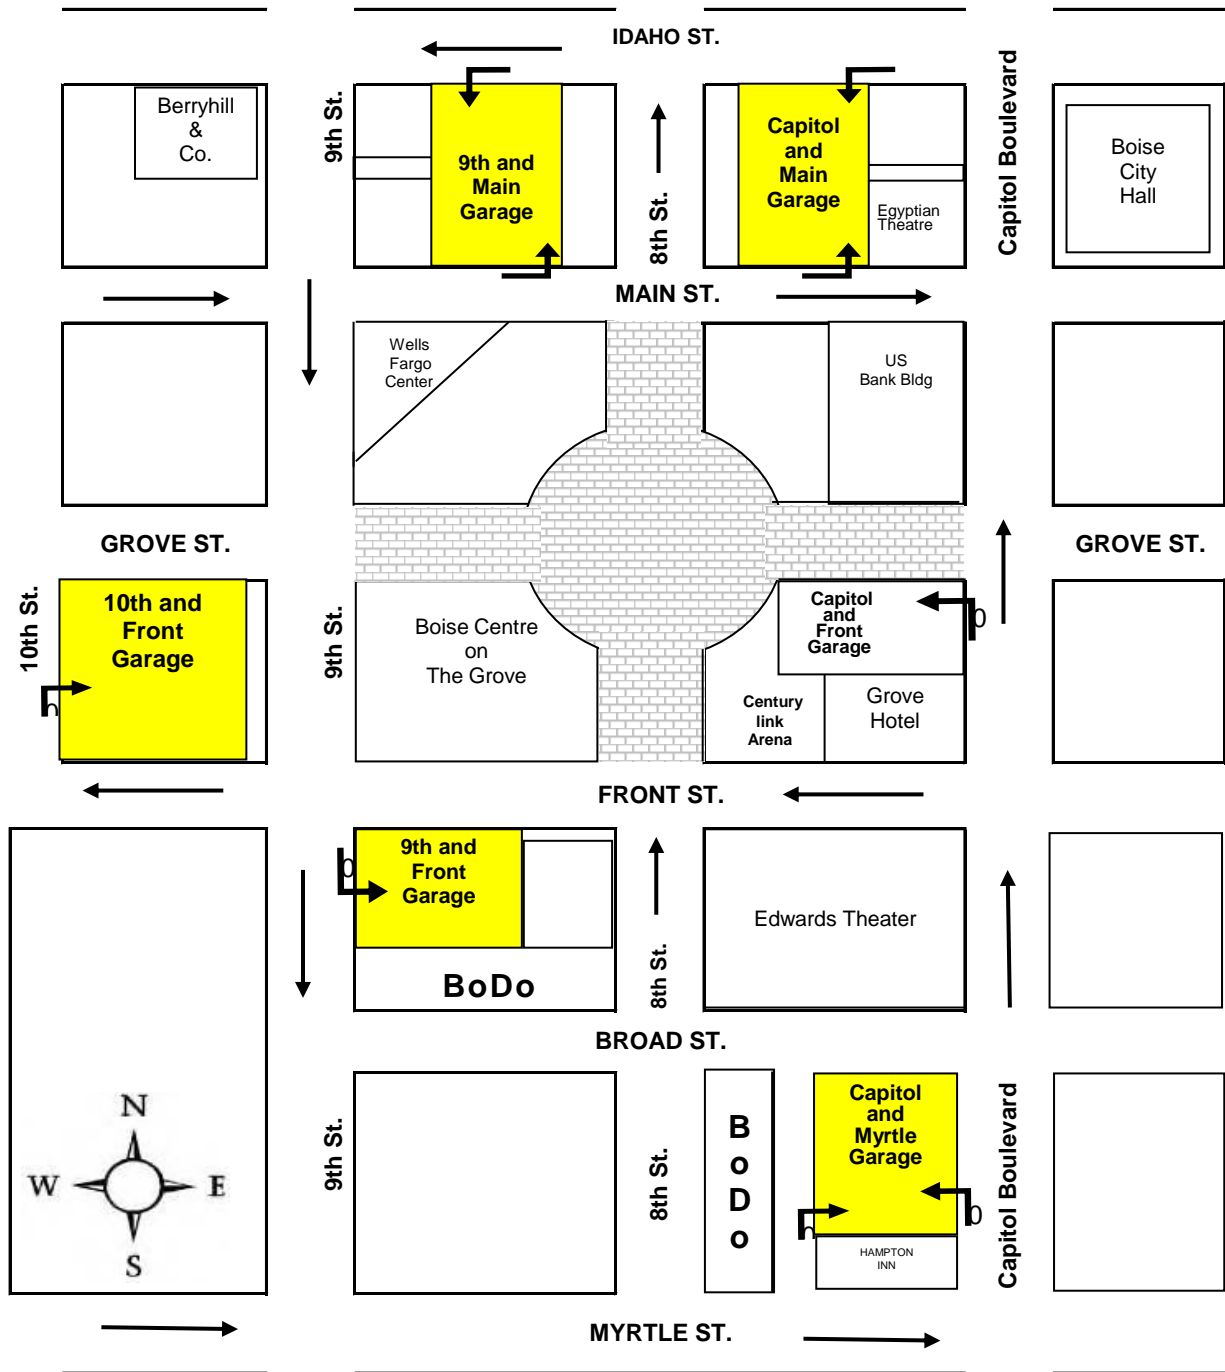 IDAHO ST.
Berryhill
&
Co.
9th St.
9th and
Main
Garage
8th St.
Capitol
and
Main
Garage
Egyptian
Theatre
Capitol Boulevard
Boise
City
Hall
MAIN ST.
Wells
Fargo
Center
US
Bank Bldg
GROVE ST.
GROVE ST.
10th St.
10th and
Front
Garage
9th St.
Boise Centre
on
The Grove
Capitol
and
Front
Garage
Century
link
Arena
Grove
Hotel
FRONT ST.
9th and
Front
Garage
BoDo
8th St.
Edwards Theater
BROAD ST.
N
W E
S
9th St.
8th St.
B
o
D
o
Capitol
and
Myrtle
Garage
HAMPTON
INN
Capitol Boulevard
MYRTLE ST.